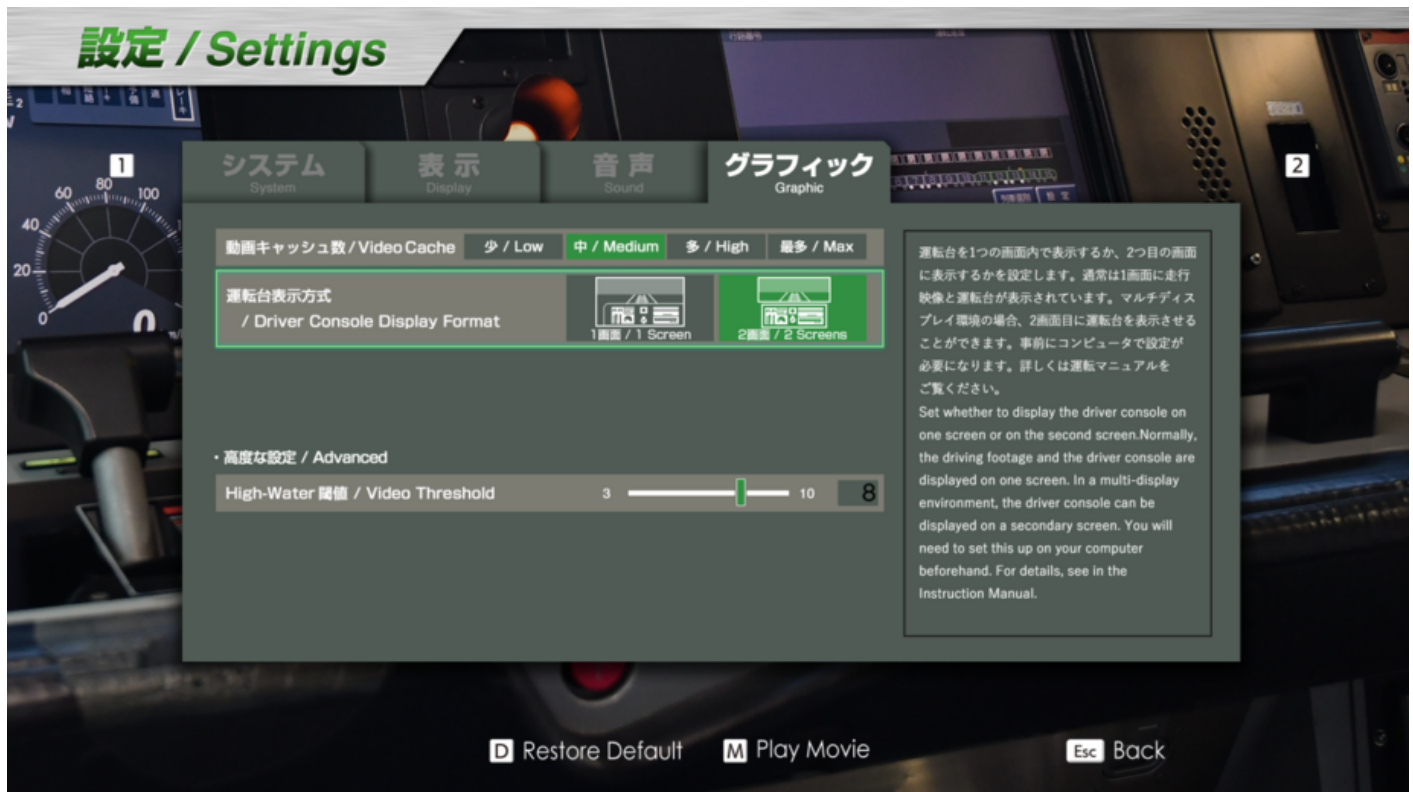 設定 / Settings
1
2
システム
System
表示
Display
音声
Sound
グラフィック
Graphic
動画キャッシュ数/Video Cache
少 / Low
中 / Medium
多 / High
最多 / Max
運転台表示方式
/ Driver Console Display Format
1画面 / 1 Screen
2画面 / 2 Screens
・高度な設定 / Advanced
High-Water 閾値 / Video Threshold
3
10
8
運転台を1つの画面内で表示するか、2つ目の画面
に表示するかを設定します。通常は1画面に走行
映像と運転台が表示されています。マルチディス
プレイ環境の場合、2画面目に運転台を表示させる
ことができます。事前にコンピュータで設定が
必要になります。詳しくは運転マニュアルを
ご覧ください。
Set whether to display the driver console on
one screen or on the second screen.Normally,
the driving footage and the driver console are
displayed on one screen. In a multi-display
environment, the driver console can be
displayed on a secondary screen. You will
need to set this up on your computer
beforehand. For details, see in the
Instruction Manual.
0
20
40
60
80
100
0
D Restore Default
M Play Movie
Esc Back